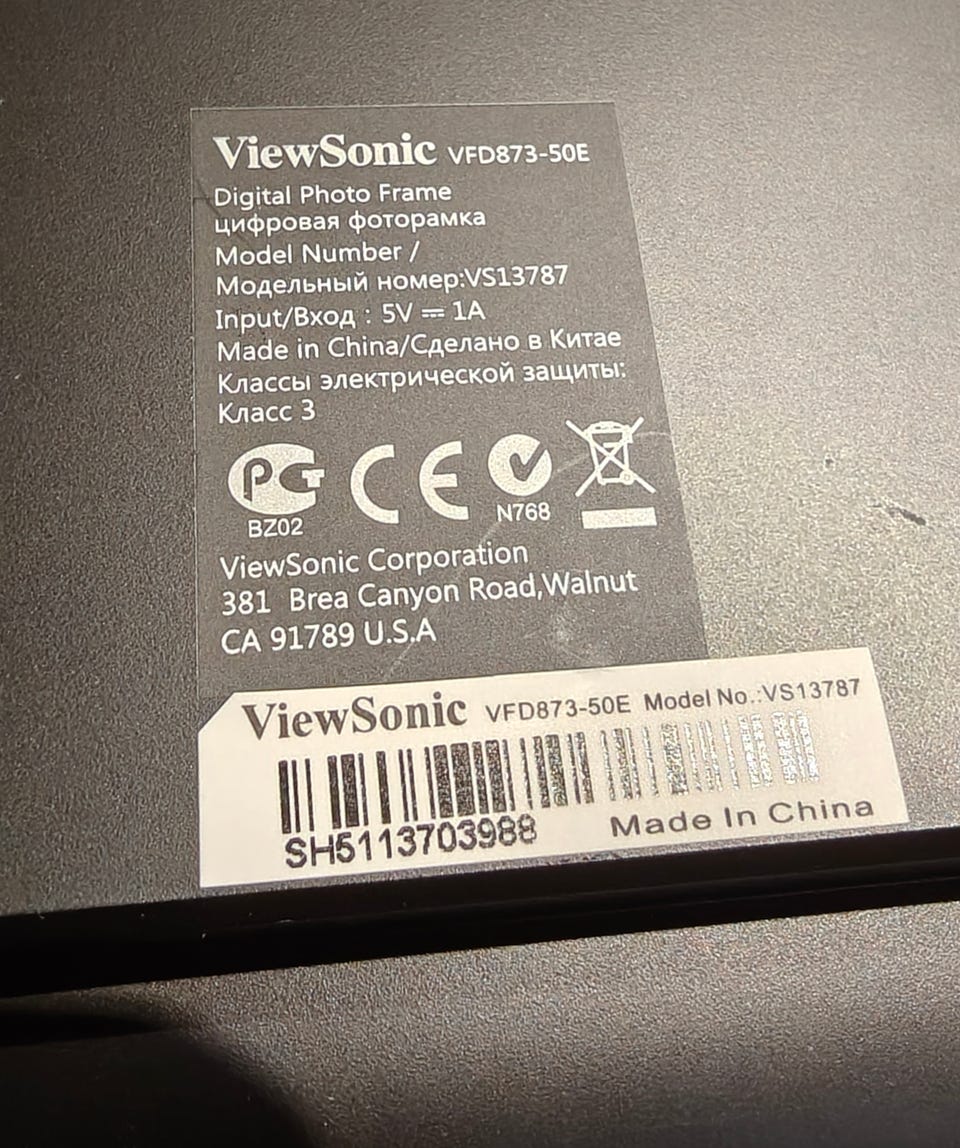 ViewSonic VFD873-50E
Digital Photo Frame
цифровая фоторамка
Model Number /
Модельный номер:VS13787
Input/Вход : 5V ⎓ 1A
Made in China/Сделано в Китае
Классы электрической защиты:
Класс 3
РСТ CE
BZ02 N768
ViewSonic Corporation
381 Brea Canyon Road,Walnut
CA 91789 U.S.A
ViewSonic VFD873-50E Model No.:VS13787
SH5113703988 Made In China